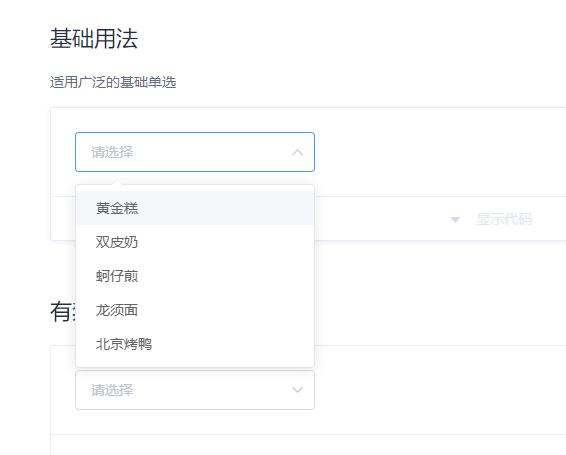 基础用法
适用广泛的基础单选
请选择
黄金糕
显示代码
双皮奶
蚵仔煎
有
龙须面
北京烤鸭
请选择